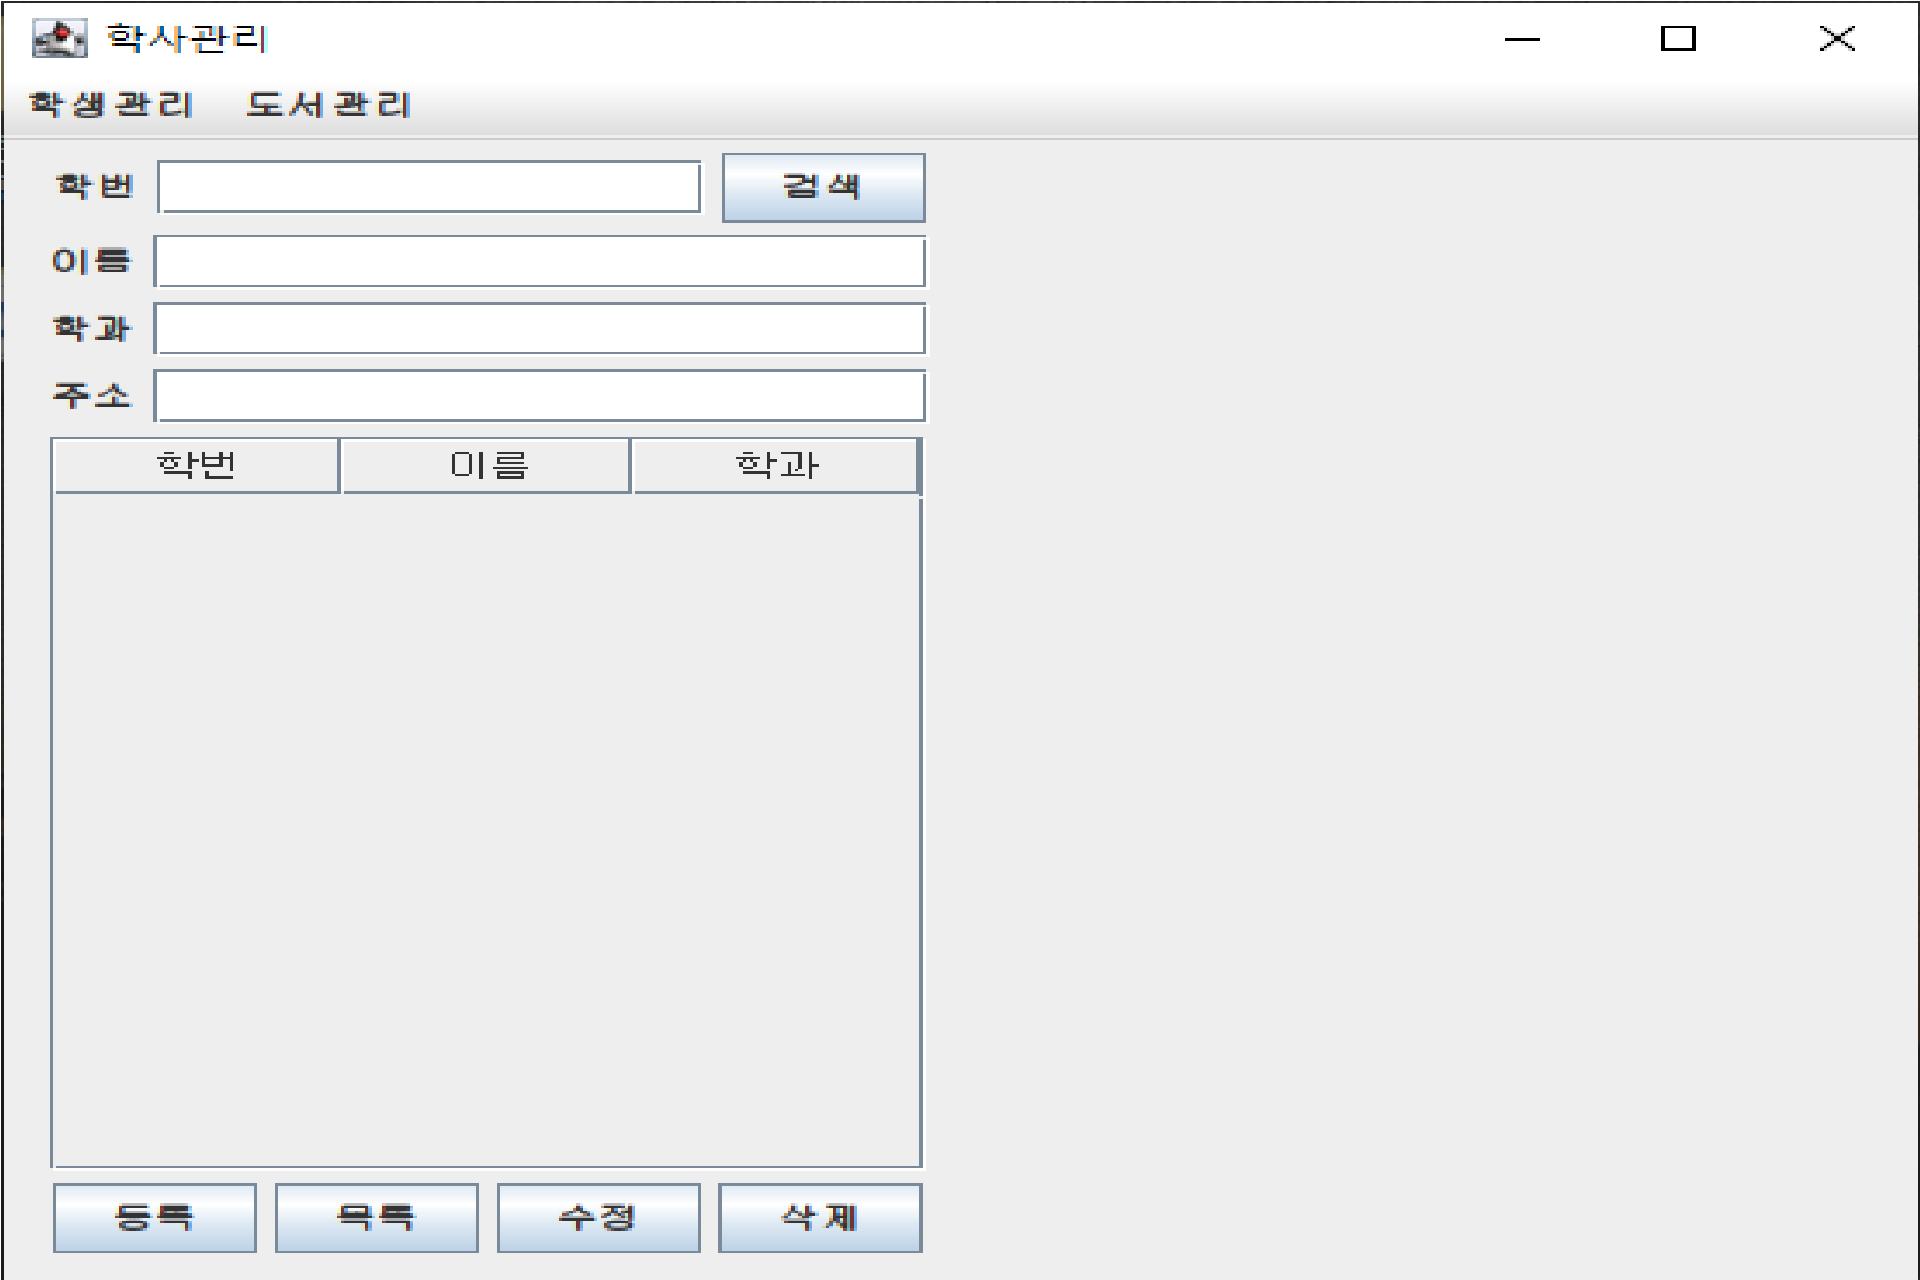 학사관리
학생관리 도서관리
학번 검색
이름
학과
주소
학번 이름 학과
등록 목록 수정 삭제